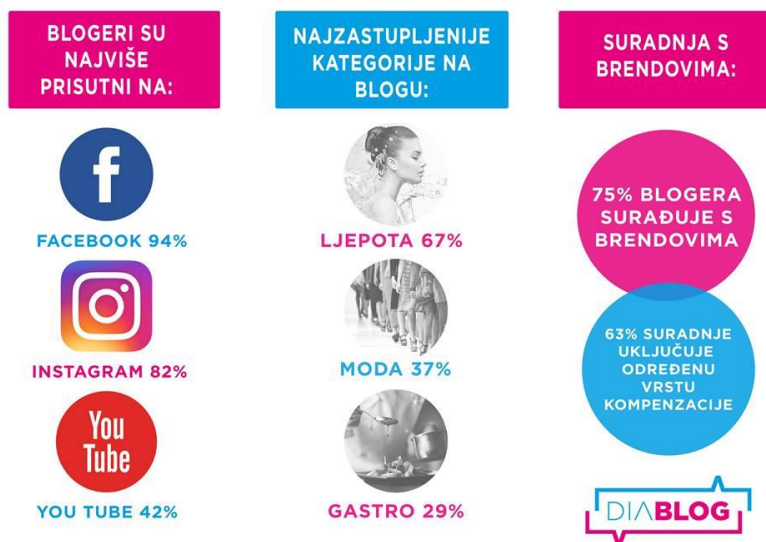 BLOGERI SU
NAJVIŠE
PRISUTNI NA:
f
FACEBOOK 94%
INSTAGRAM 82%
You
Tube
YOU TUBE 42%
NAJZASTUPLJENIJE
KATEGORIJE NA
BLOGU:
LJEPOTA 67%
MODA 37%
GASTRO 29%
SURADNJA S
BRENDOVIMA:
75% BLOGERA
SURAĐUJE S
BRENDOVIMA
63% SURADNJE
UKLJUČUJE
ODREĐENU
VRSTU
KOMPENZACIJE
DIABLOG